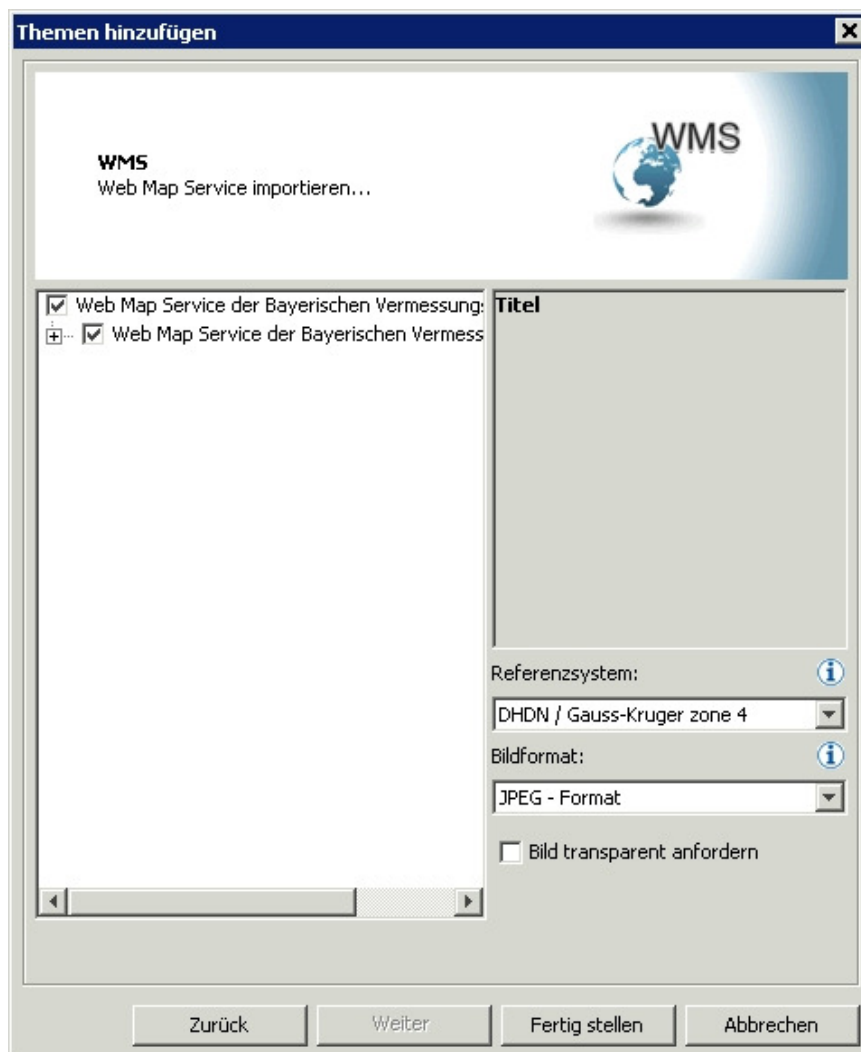 Themen hinzufügen
WMS
WMS
Web Map Service importieren...
Web Map Service der Bayerischen Vermessung
Titel
Web Map Service der Bayerischen Vermess
Referenzsystem:
DHDN / Gauss-Kruger zone 4
Bildformat:
JPEG - Format
Bild transparent anfordern
Zurück
Weiter
Fertig stellen
Abbrechen